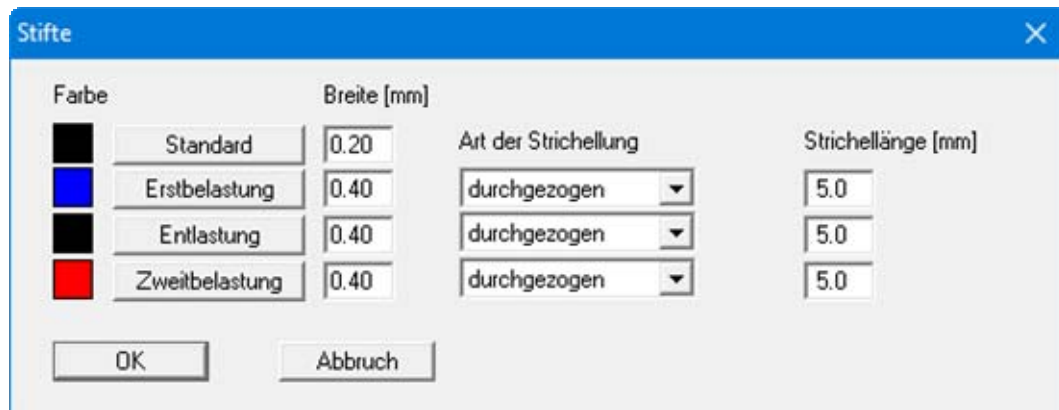 Stifte
Farbe Breite [mm]
Standard 0.20 Art der Strichellung Strichellänge [mm]
Erstbelastung 0.40 durchgezogen 5.0
Entlastung 0.40 durchgezogen 5.0
Zweitbelastung 0.40 durchgezogen 5.0
OK Abbruch